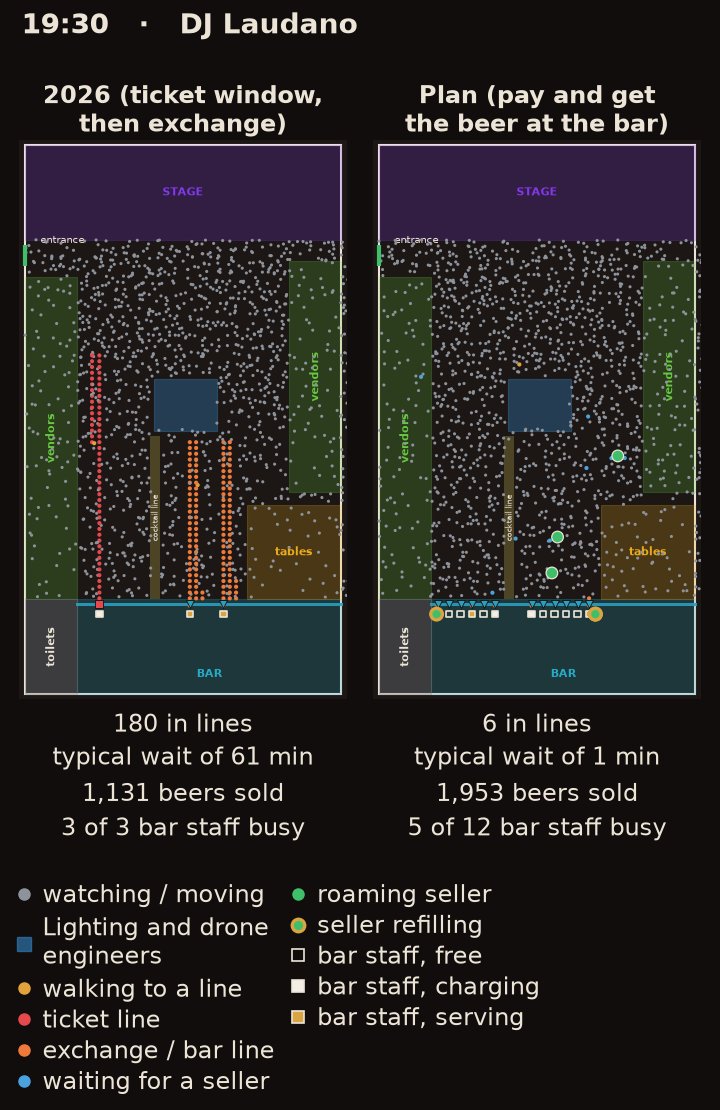 19:30 · DJ Laudano
2026 (ticket window,
then exchange)
Plan (pay and get
the beer at the bar)
STAGE
entrance
vendors
vendors
cocktail line
tables
toilets
BAR
STAGE
entrance
vendors
vendors
cocktail line
tables
toilets
BAR
180 in lines
typical wait of 61 min
1,131 beers sold
3 of 3 bar staff busy
6 in lines
typical wait of 1 min
1,953 beers sold
5 of 12 bar staff busy
watching / moving
Lighting and drone
engineers
walking to a line
ticket line
exchange / bar line
waiting for a seller
roaming seller
seller refilling
bar staff, free
bar staff, charging
bar staff, serving